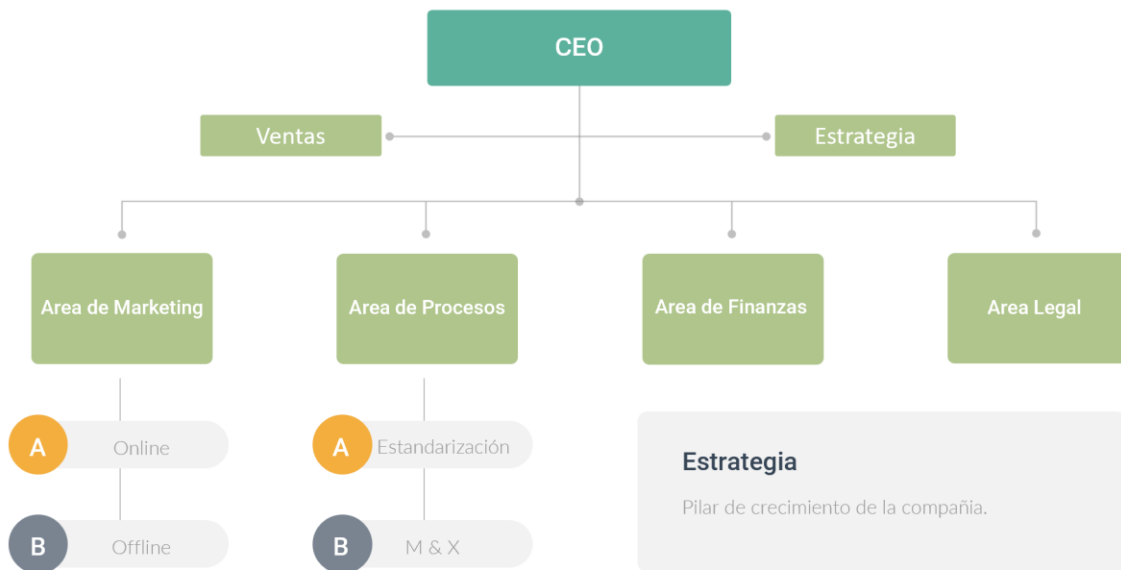 CEO
Ventas
Estrategia
Area de Marketing
Area de Procesos
Area de Finanzas
Area Legal
A
Online
A
Estandarización
Estrategia
Pilar de crecimiento de la compañia.
B
Offline
B
M & X